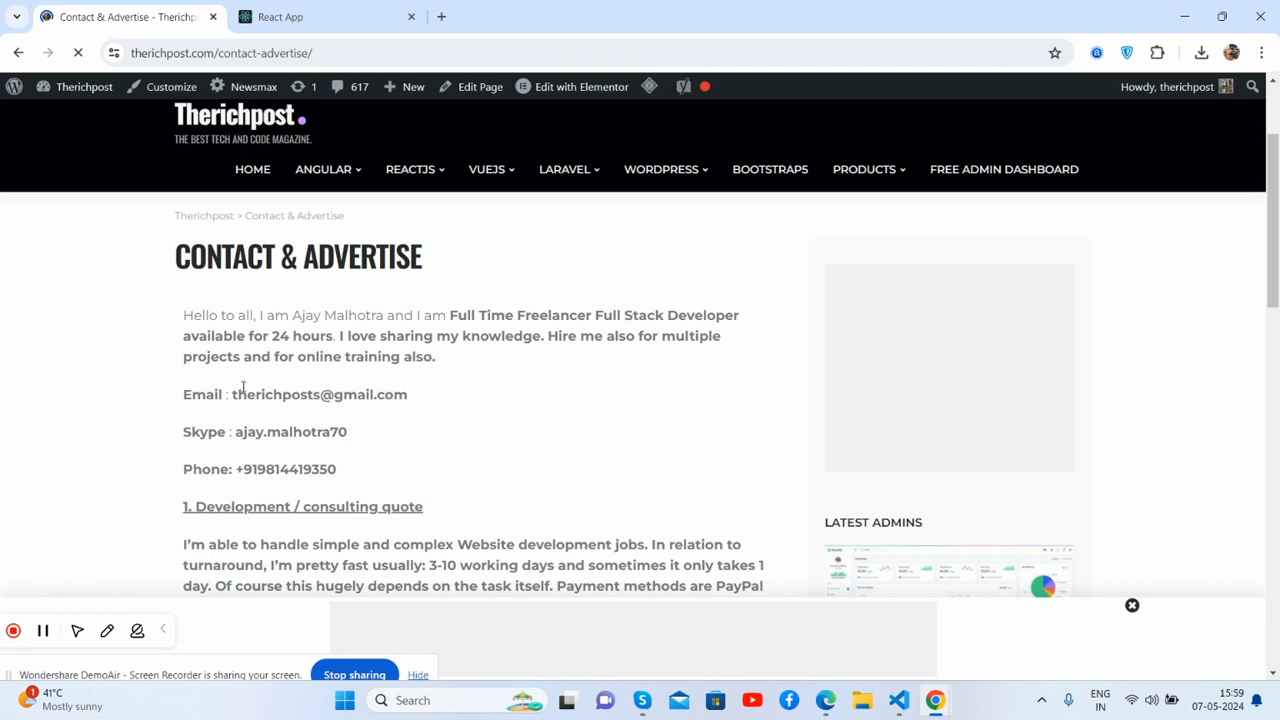 Contact & Advertise - Therichp
React App
therichpost.com/contact-advertise/
Therichpost
Customize
Newsmax
1
617
New
Edit Page
Edit with Elementor
Howdy, therichpost
Therichpost
THE BEST TECH AND CODE MAGAZINE.
HOME
ANGULAR
REACTJS
VUEJS
LARAVEL
WORDPRESS
BOOTSTRAP5
PRODUCTS
FREE ADMIN DASHBOARD
Therichpost > Contact & Advertise
CONTACT & ADVERTISE
Hello to all, I am Ajay Malhotra and I am Full Time Freelancer Full Stack Developer
available for 24 hours. I love sharing my knowledge. Hire me also for multiple
projects and for online training also.
Email : therichposts@gmail.com
Skype : ajay.malhotra70
Phone: +919814419350
1. Development / consulting quote
I'm able to handle simple and complex Website development jobs. In relation to
turnaround, I'm pretty fast usually: 3-10 working days and sometimes it only takes 1
day. Of course this hugely depends on the task itself. Payment methods are PayPal
LATEST ADMINS
Wondershare DemoAir - Screen Recorder is sharing your screen.
Stop sharing
Hide
1
41°C
Mostly sunny
Search
ENG
IN
15:59
07-05-2024